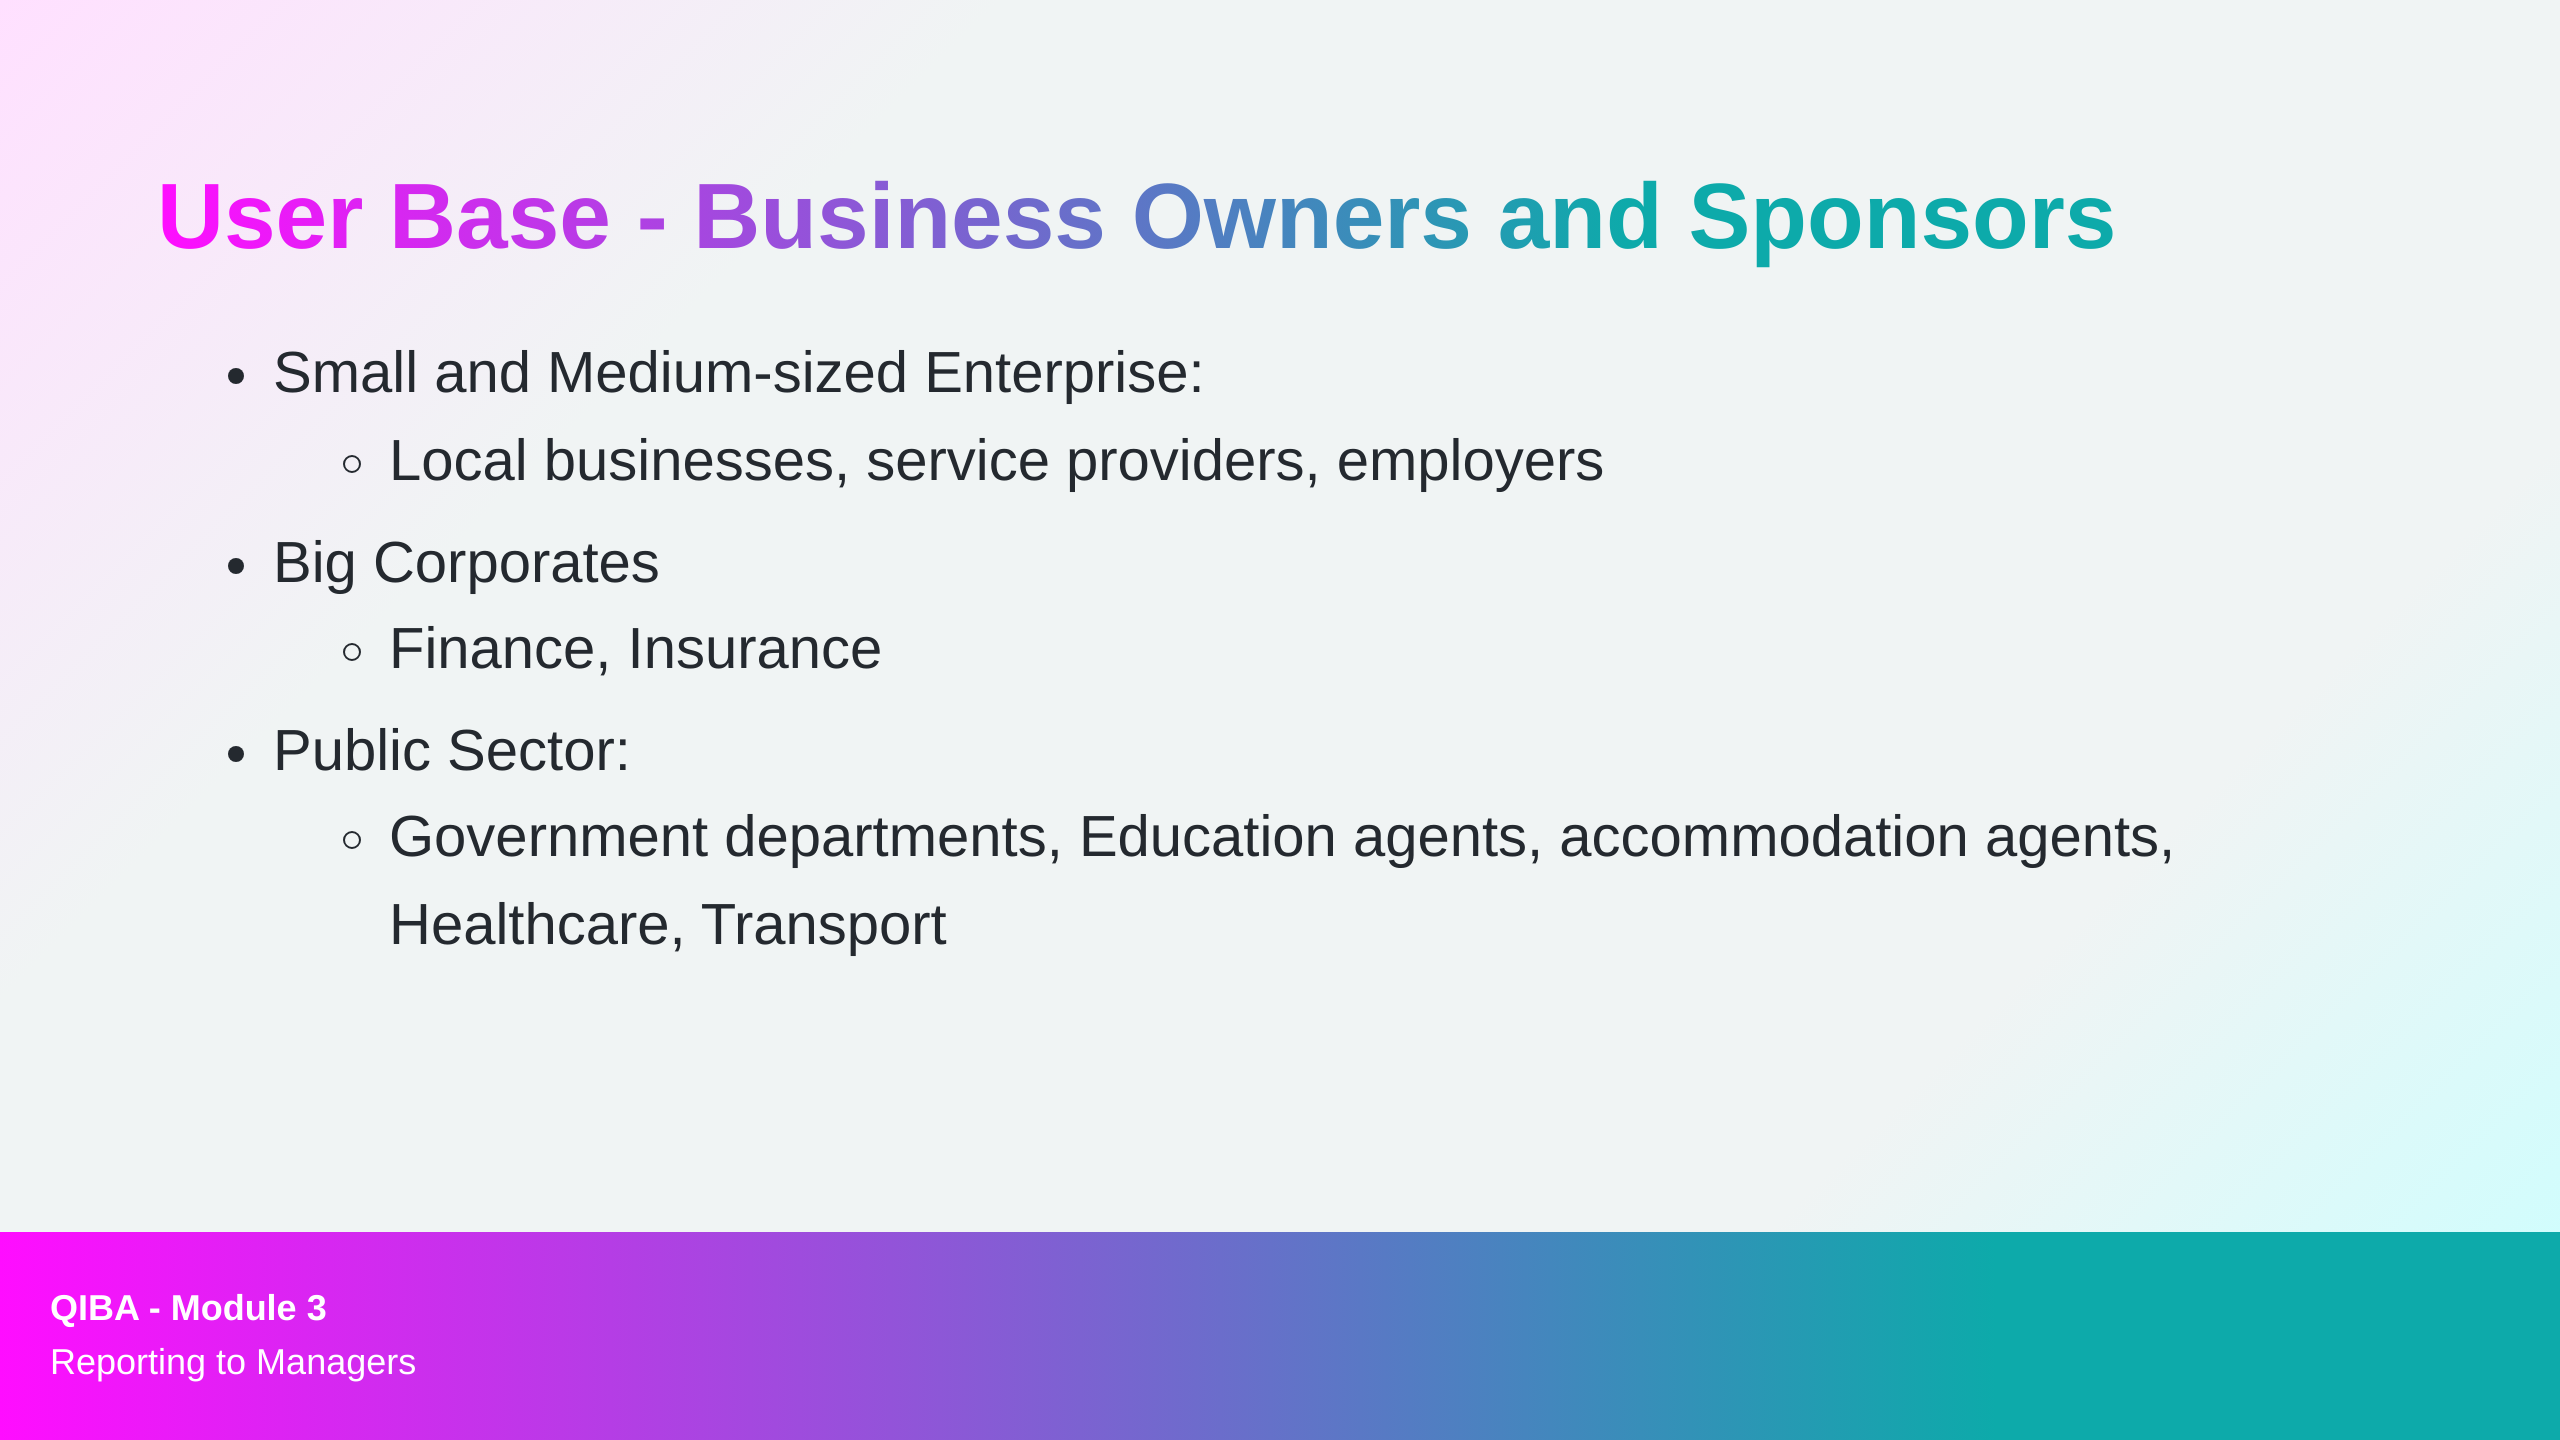 User Base - Business Owners and Sponsors
Small and Medium-sized Enterprise:
Local businesses, service providers, employers
Big Corporates
Finance, Insurance
Public Sector:
Government departments, Education agents, accommodation agents,
Healthcare, Transport
QIBA - Module 3
Reporting to Managers